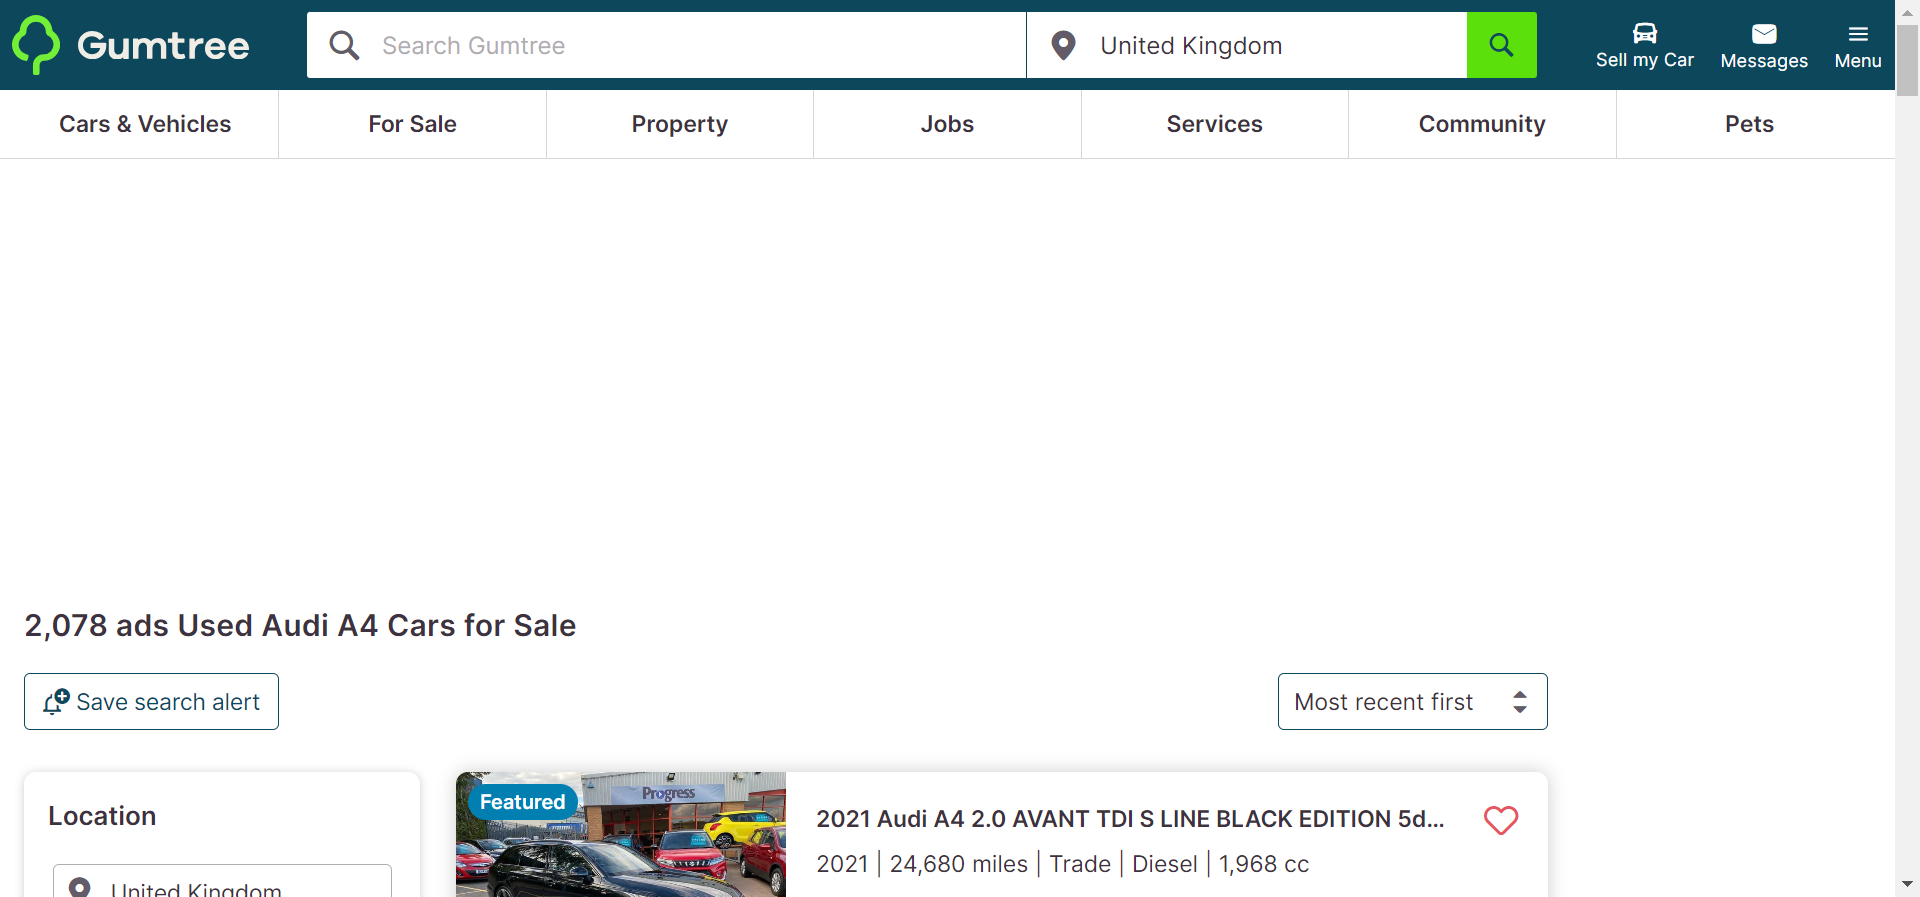 Gumtree
Search Gumtree
United Kingdom
Sell my Car
Messages
Menu
Cars & Vehicles
For Sale
Property
Jobs
Services
Community
Pets
2,078 ads Used Audi A4 Cars for Sale
Save search alert
Most recent first
Location
United Kingdom
Featured
Progress
2021 Audi A4 2.0 AVANT TDI S LINE BLACK EDITION 5d...
2021 | 24,680 miles | Trade | Diesel | 1,968 cc